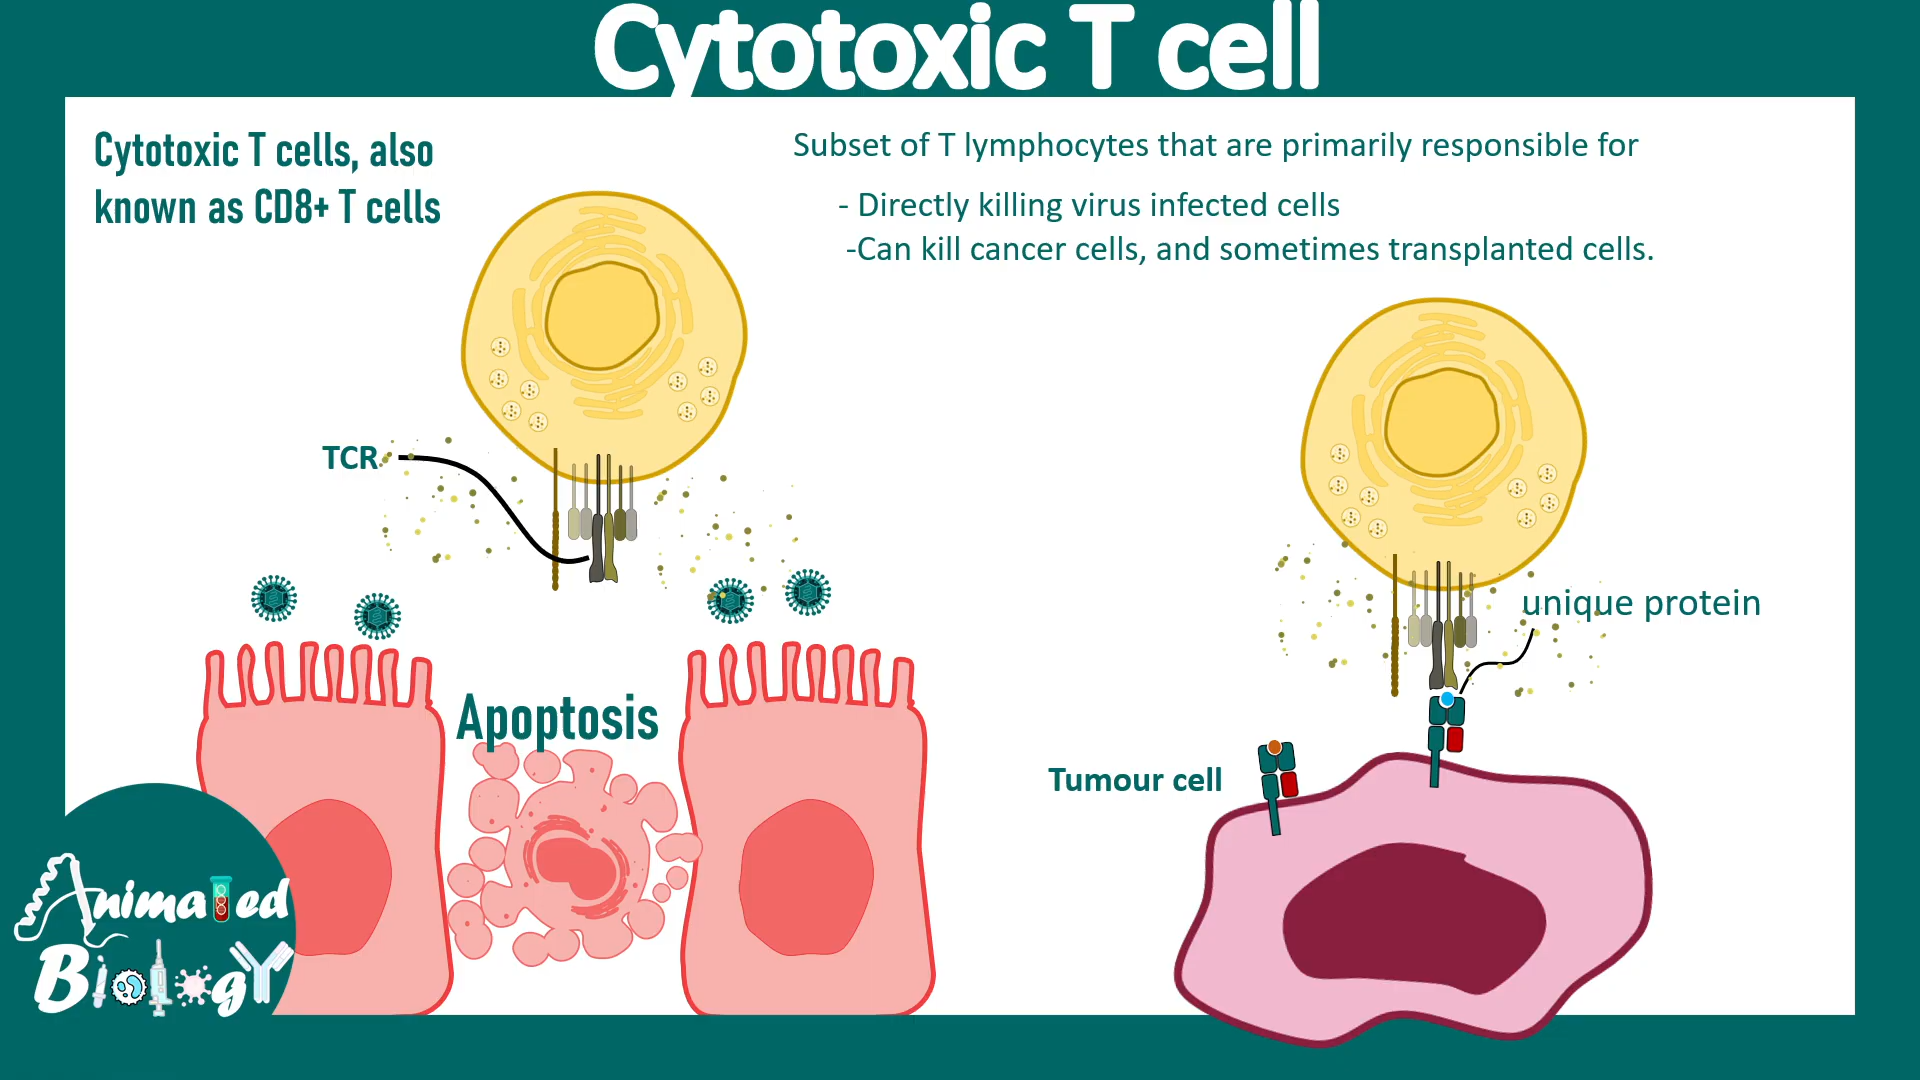 Cytotoxic T cell
Cytotoxic T cells, also
known as CD8+ T cells
Subset of T lymphocytes that are primarily responsible for
- Directly killing virus infected cells
-Can kill cancer cells, and sometimes transplanted cells.
TCR
unique protein
Apoptosis
Tumour cell
Animated
Biology